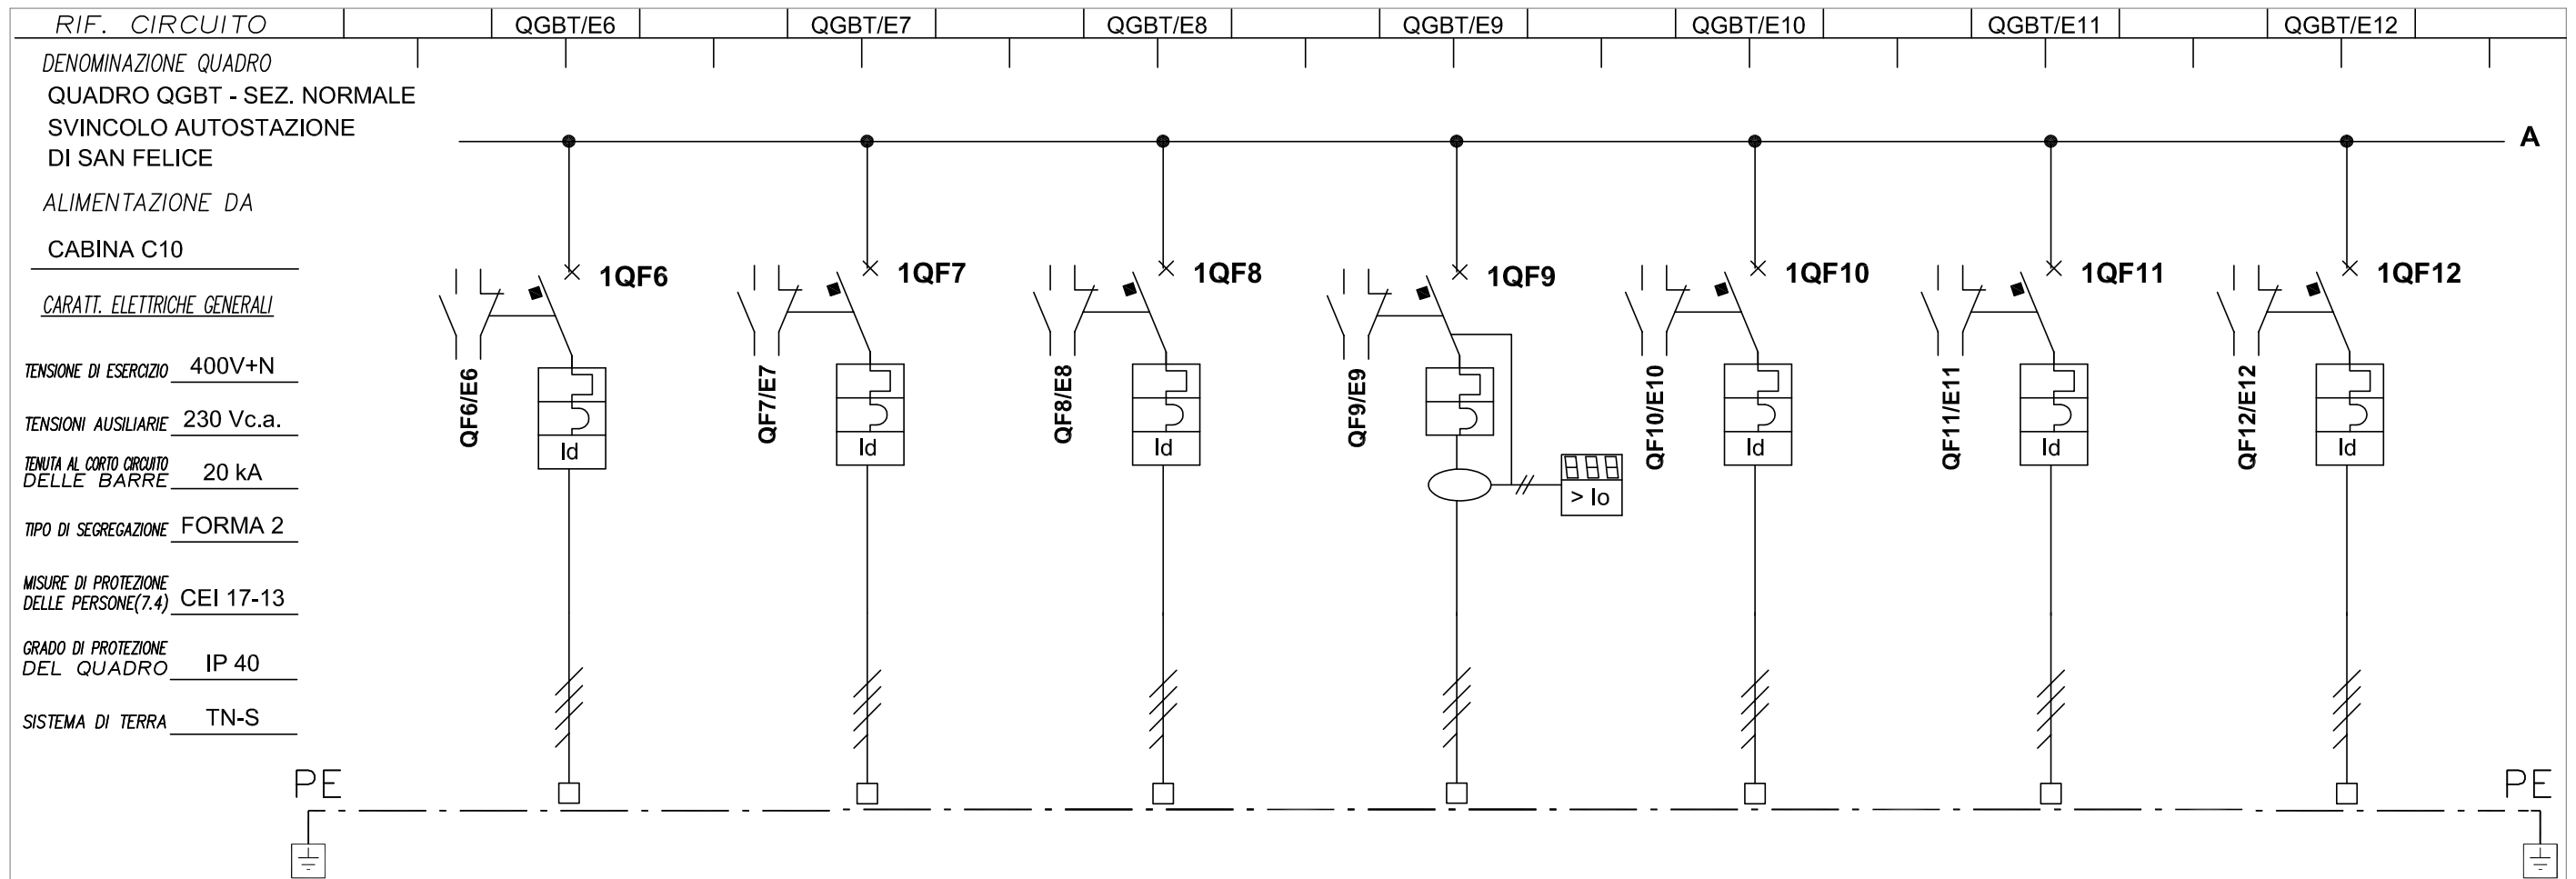 RIF. CIRCUITO
QGBT/E6
QGBT/E7
QGBT/E8
QGBT/E9
QGBT/E10
QGBT/E11
QGBT/E12
DENOMINAZIONE QUADRO
QUADRO QGBT - SEZ. NORMALE
SVINCOLO AUTOSTAZIONE
DI SAN FELICE
ALIMENTAZIONE DA
CABINA C10
CARATT. ELETTRICHE GENERALI
TENSIONE DI ESERCIZIO 400V+N
TENSIONI AUSILIARIE 230 Vc.a.
TENUTA AL CORTO CIRCUITO
DELLE BARRE 20 kA
TIPO DI SEGREGAZIONE FORMA 2
MISURE DI PROTEZIONE
DELLE PERSONE(7.4) CEI 17-13
GRADO DI PROTEZIONE
DEL QUADRO IP 40
SISTEMA DI TERRA TN-S
A
1QF6
1QF7
1QF8
1QF9
1QF10
1QF11
1QF12
QF6/E6
QF7/E7
QF8/E8
QF9/E9
QF10/E10
QF11/E11
QF12/E12
Id
Id
Id
Id
Id
Id
> Io
PE
PE